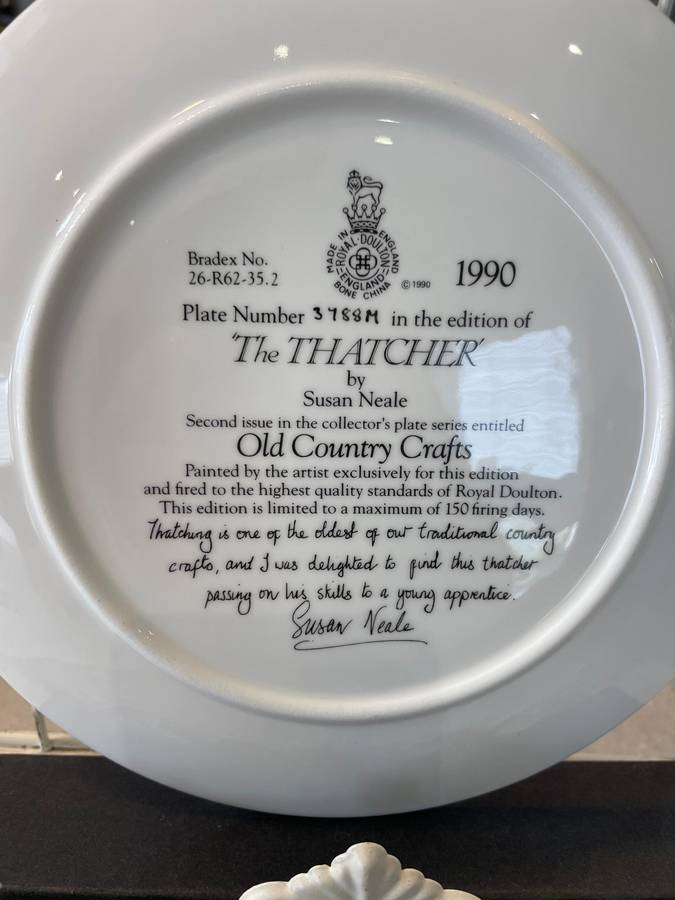 MADE IN ENGLAND
ROYAL·DOULTON
ENGLAND
BONE CHINA
©1990
Bradex No.
26-R62-35.2
1990
Plate Number 3788M in the edition of
'The THATCHER'
by
Susan Neale
Second issue in the collector's plate series entitled
Old Country Crafts
Painted by the artist exclusively for this edition
and fired to the highest quality standards of Royal Doulton.
This edition is limited to a maximum of 150 firing days.
Thatching is one of the oldest of our traditional country
crafts, and I was delighted to find this thatcher
passing on his skills to a young apprentice.
Susan Neale